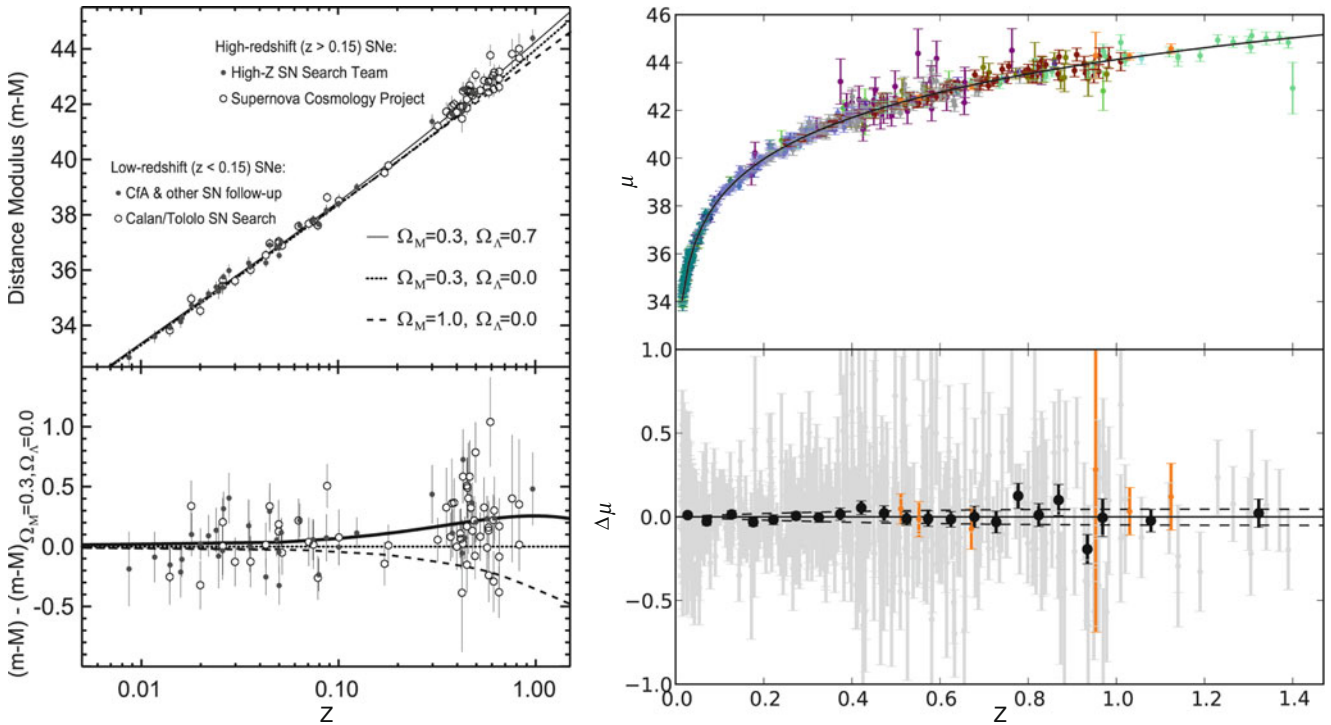 Distance Modulus (m-M)
44
42
40
38
36
34
High-redshift (z > 0.15) SNe:
High-Z SN Search Team
Supernova Cosmology Project
Low-redshift (z < 0.15) SNe:
CfA & other SN follow-up
Calan/Tololo SN Search
Ω_M=0.3, Ω_Λ=0.7
Ω_M=0.3, Ω_Λ=0.0
Ω_M=1.0, Ω_Λ=0.0
(m-M) - (m-M)Ω_M=0.3,Ω_Λ=0.0
1.0
0.5
0.0
-0.5
0.01 0.10 1.00
Z
μ
46
44
42
40
38
36
34
Δμ
1.0
0.5
0.0
−0.5
−1.0
0.0 0.2 0.4 0.6 0.8 1.0 1.2 1.4
Z